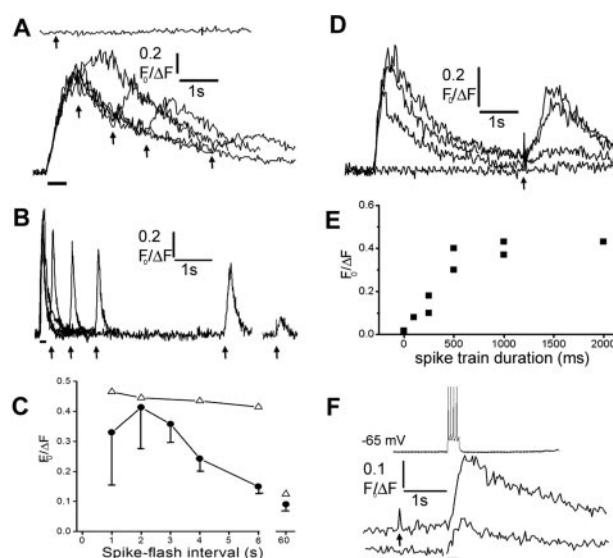 A
0.2
F₀/ΔF
1s
B
0.2
F₀/ΔF
1s
C
F₀/ΔF
0.5
0.4
0.3
0.2
0.1
0.0
0 1 2 3 4 5 6 60
Spike-flash interval (s)
D
0.2
F₀/ΔF
1s
E
F₀/ΔF
0.6
0.4
0.2
0.0
0 500 1000 1500 2000
spike train duration (ms)
F
-65 mV
0.1
F₀/ΔF
1s